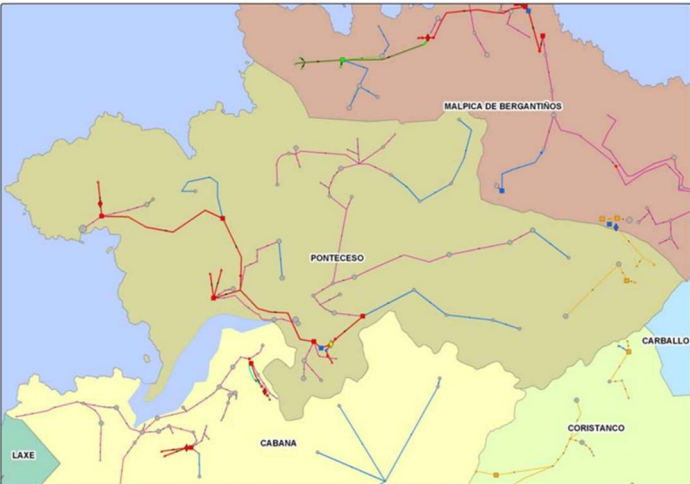 MALPICA DE BERGANTIÑOS
PONTECESO
CARBALLO
CORISTANCO
CABANA
LAXE